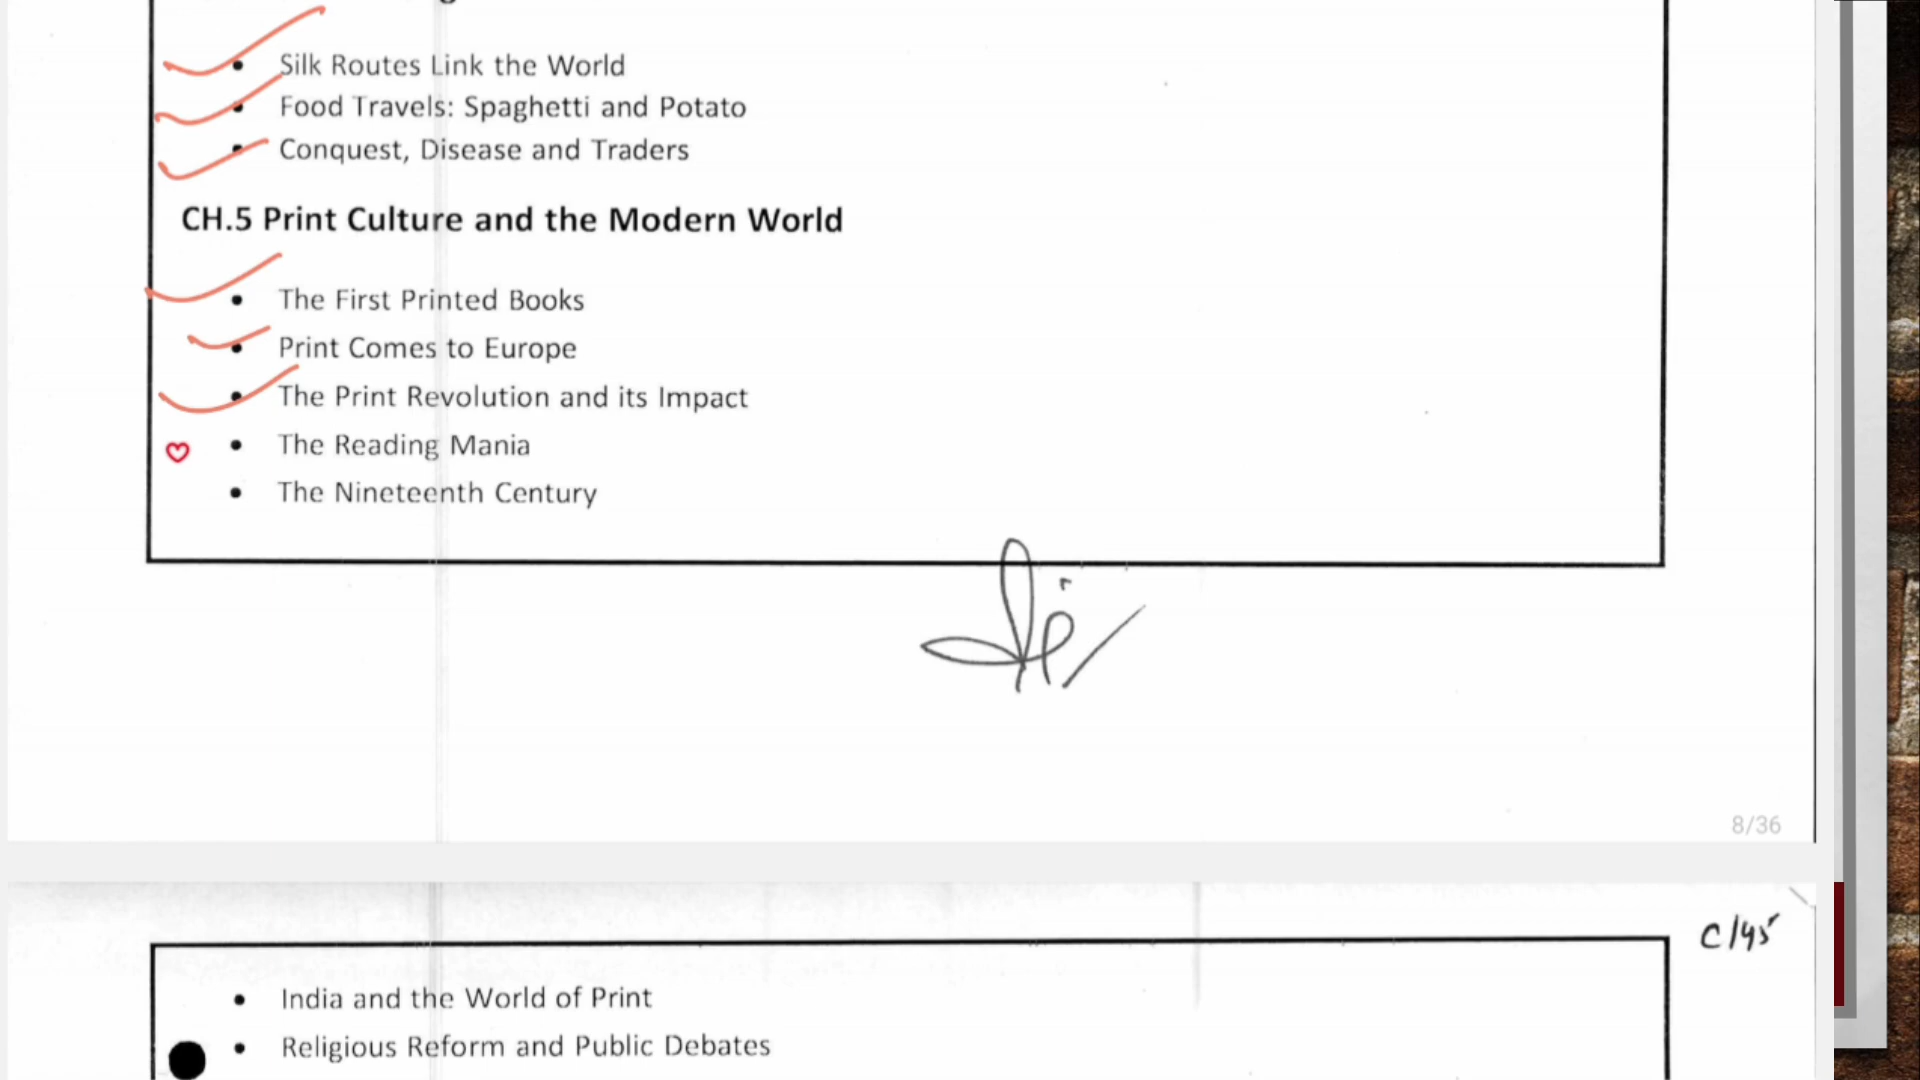 • Silk Routes Link the World
• Food Travels: Spaghetti and Potato
• Conquest, Disease and Traders
CH.5 Print Culture and the Modern World
• The First Printed Books
• Print Comes to Europe
• The Print Revolution and its Impact
• The Reading Mania
• The Nineteenth Century
8/36
C/45
• India and the World of Print
• Religious Reform and Public Debates